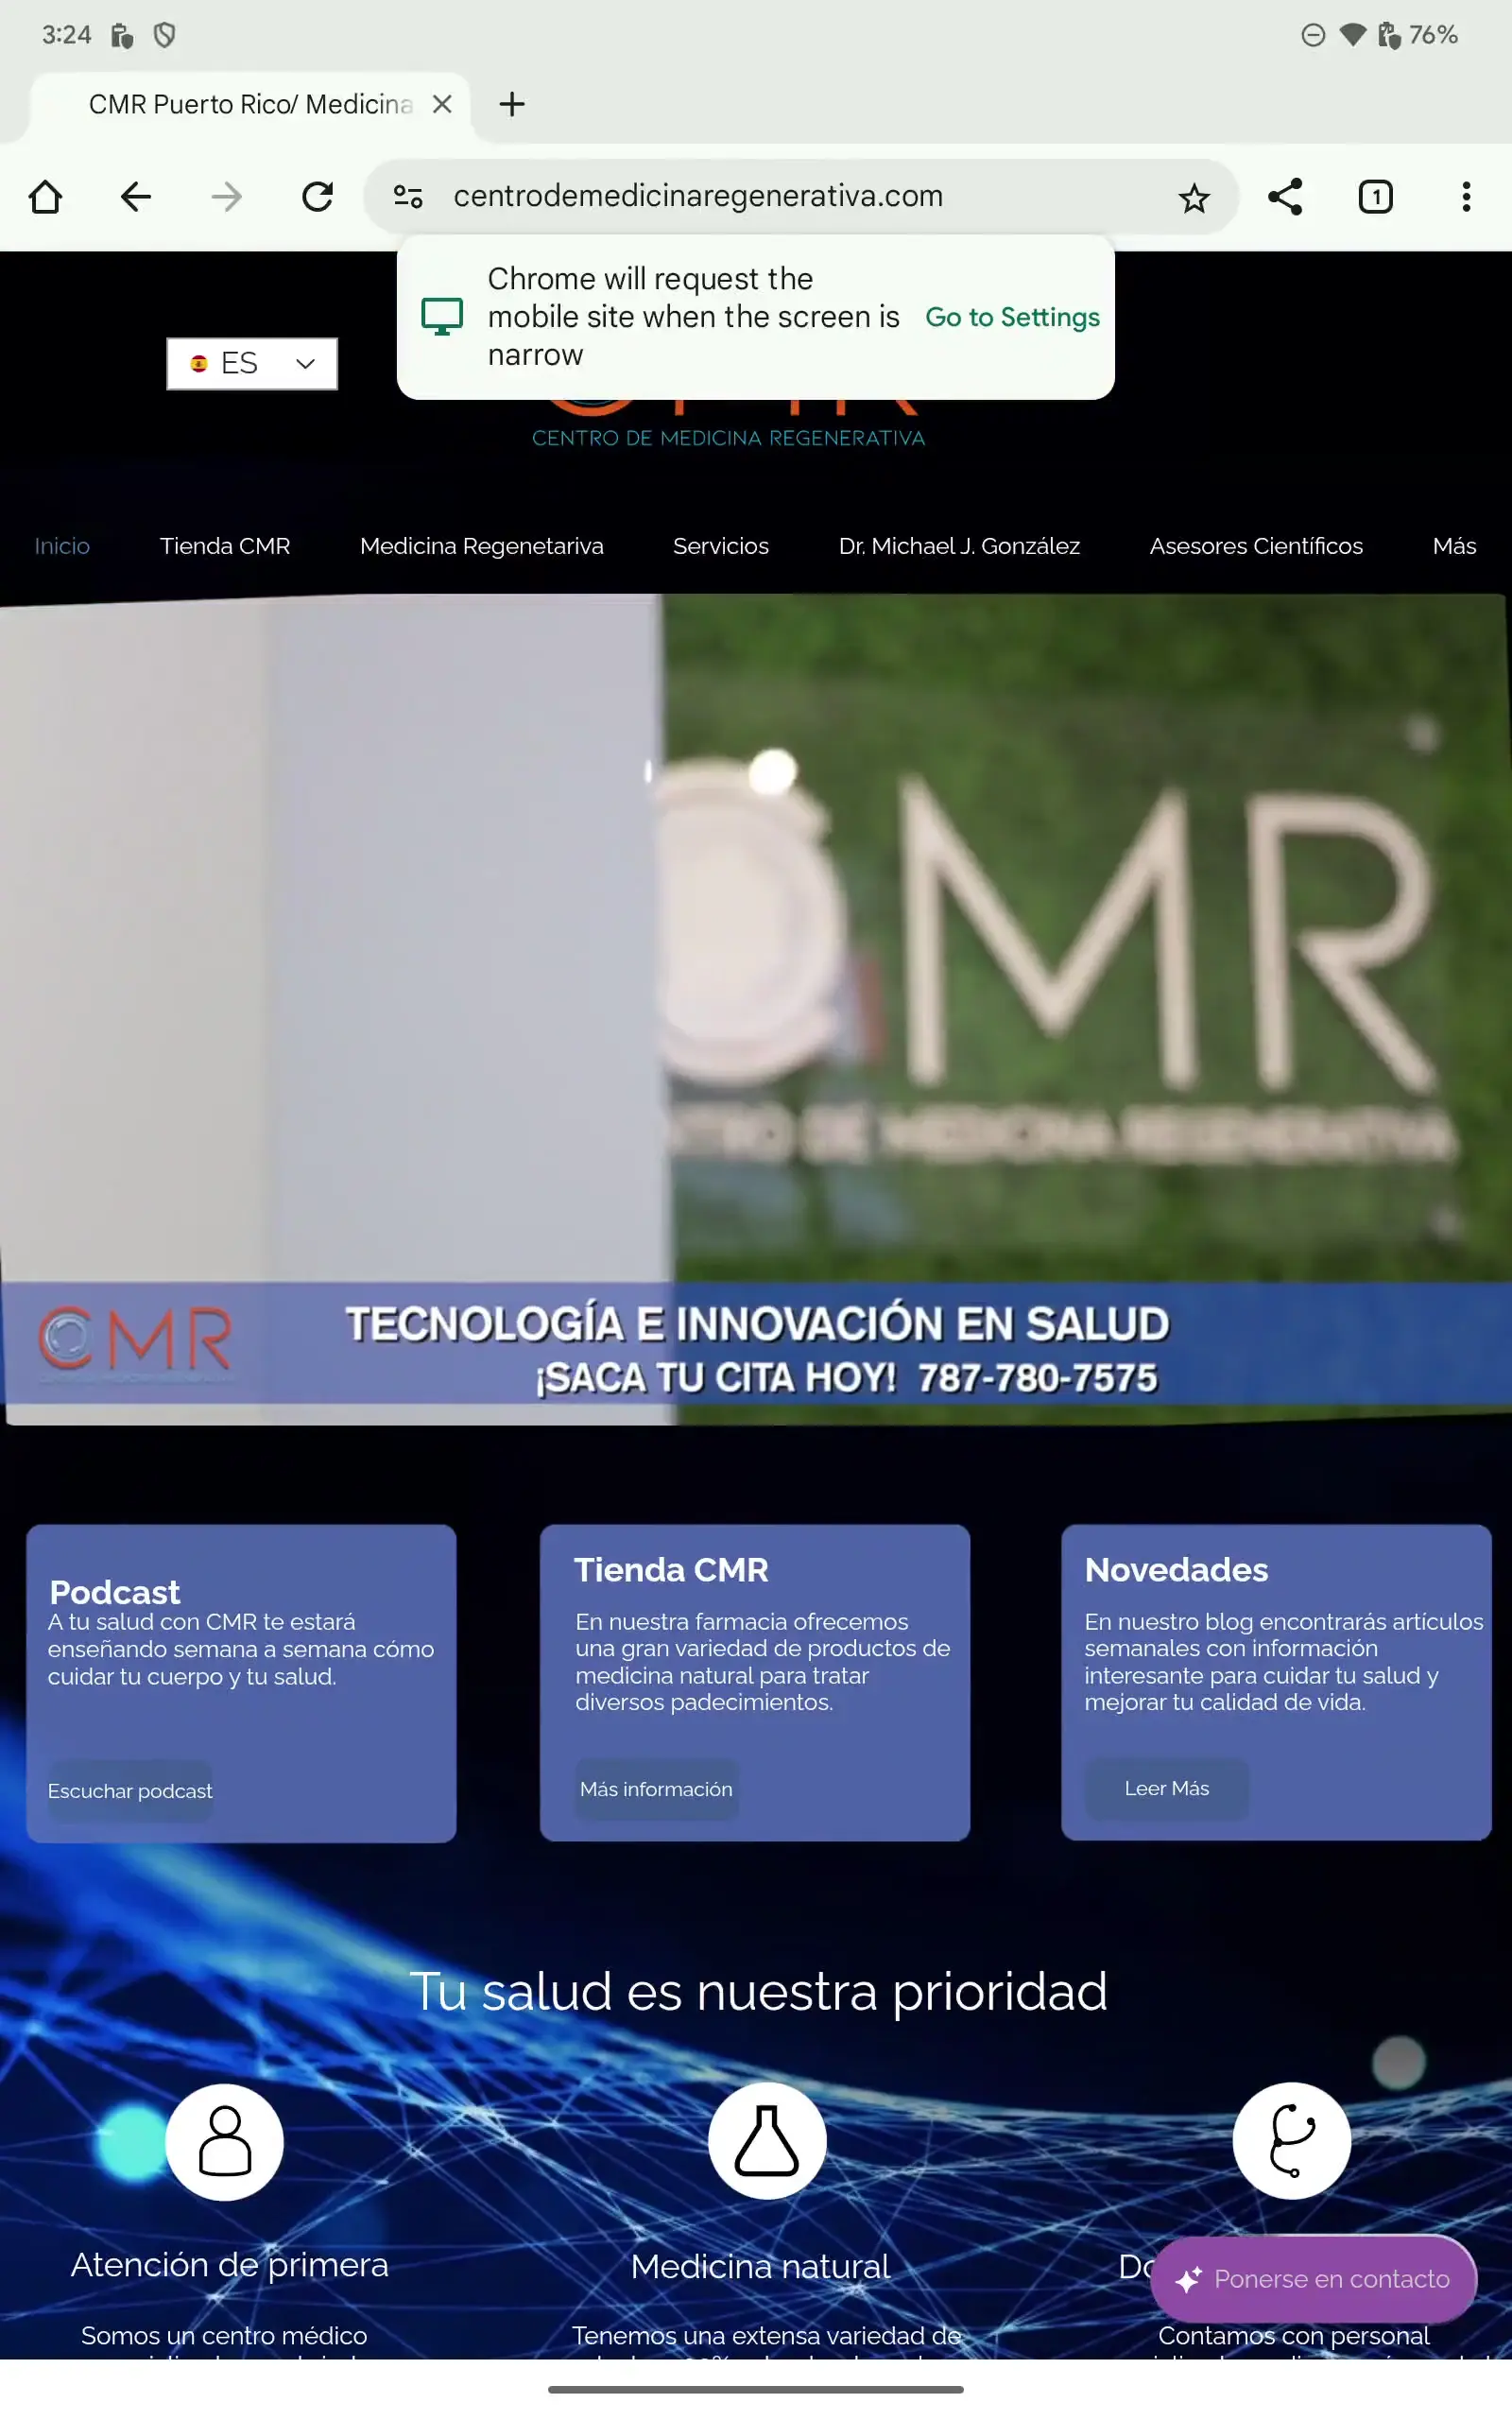 3:24
76%
CMR Puerto Rico/ Medicina
centrodemedicinaregenerativa.com
1
Chrome will request the
mobile site when the screen is
narrow
Go to Settings
ES
CENTRO DE MEDICINA REGENERATIVA
Inicio
Tienda CMR
Medicina Regenetariva
Servicios
Dr. Michael J. González
Asesores Científicos
Más
CMR
DE MEDICINA REGENERATIVA
CMR
TECNOLOGÍA E INNOVACIÓN EN SALUD
¡SACA TU CITA HOY! 787-780-7575
Podcast
A tu salud con CMR te estará
enseñando semana a semana cómo
cuidar tu cuerpo y tu salud.
Escuchar podcast
Tienda CMR
En nuestra farmacia ofrecemos
una gran variedad de productos de
medicina natural para tratar
diversos padecimientos.
Más información
Novedades
En nuestro blog encontrarás artículos
semanales con información
interesante para cuidar tu salud y
mejorar tu calidad de vida.
Leer Más
Tu salud es nuestra prioridad
Atención de primera
Somos un centro médico
Medicina natural
Tenemos una extensa variedad de
Ponerse en contacto
Contamos con personal